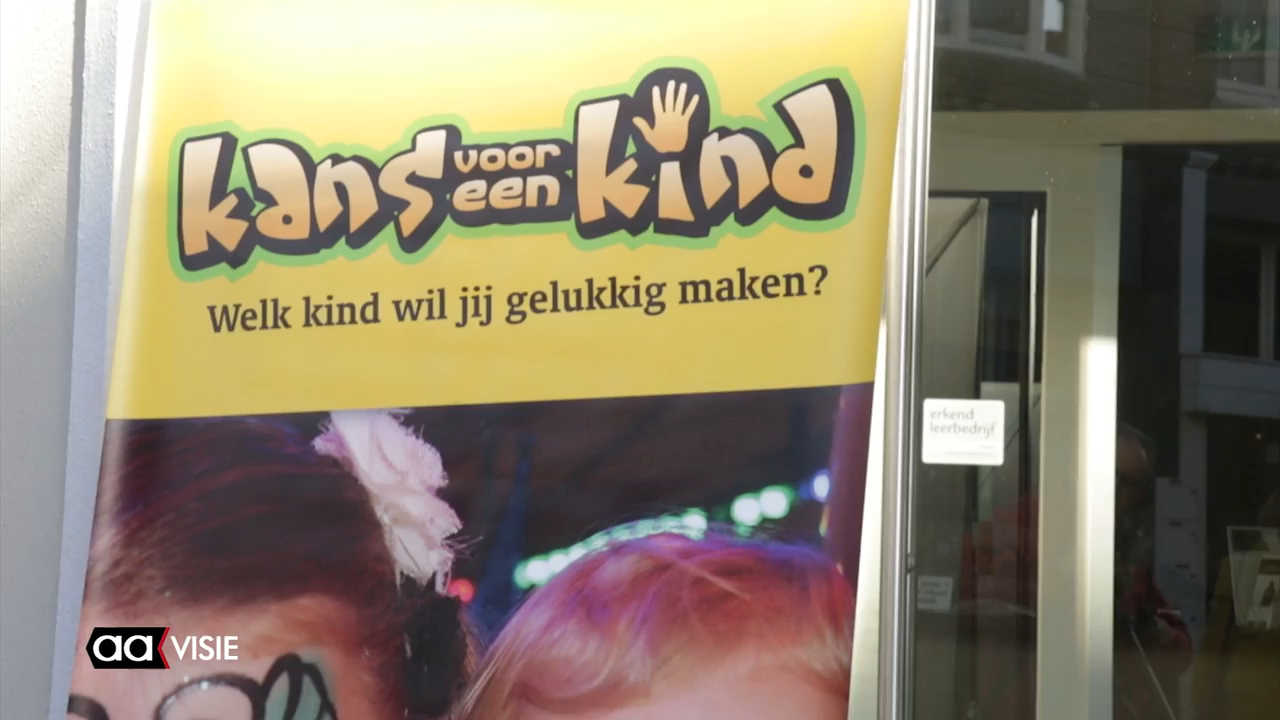 kans voor een kind
Welk kind wil jij gelukkig maken?
erkend
leerbedrijf
aa VISIE